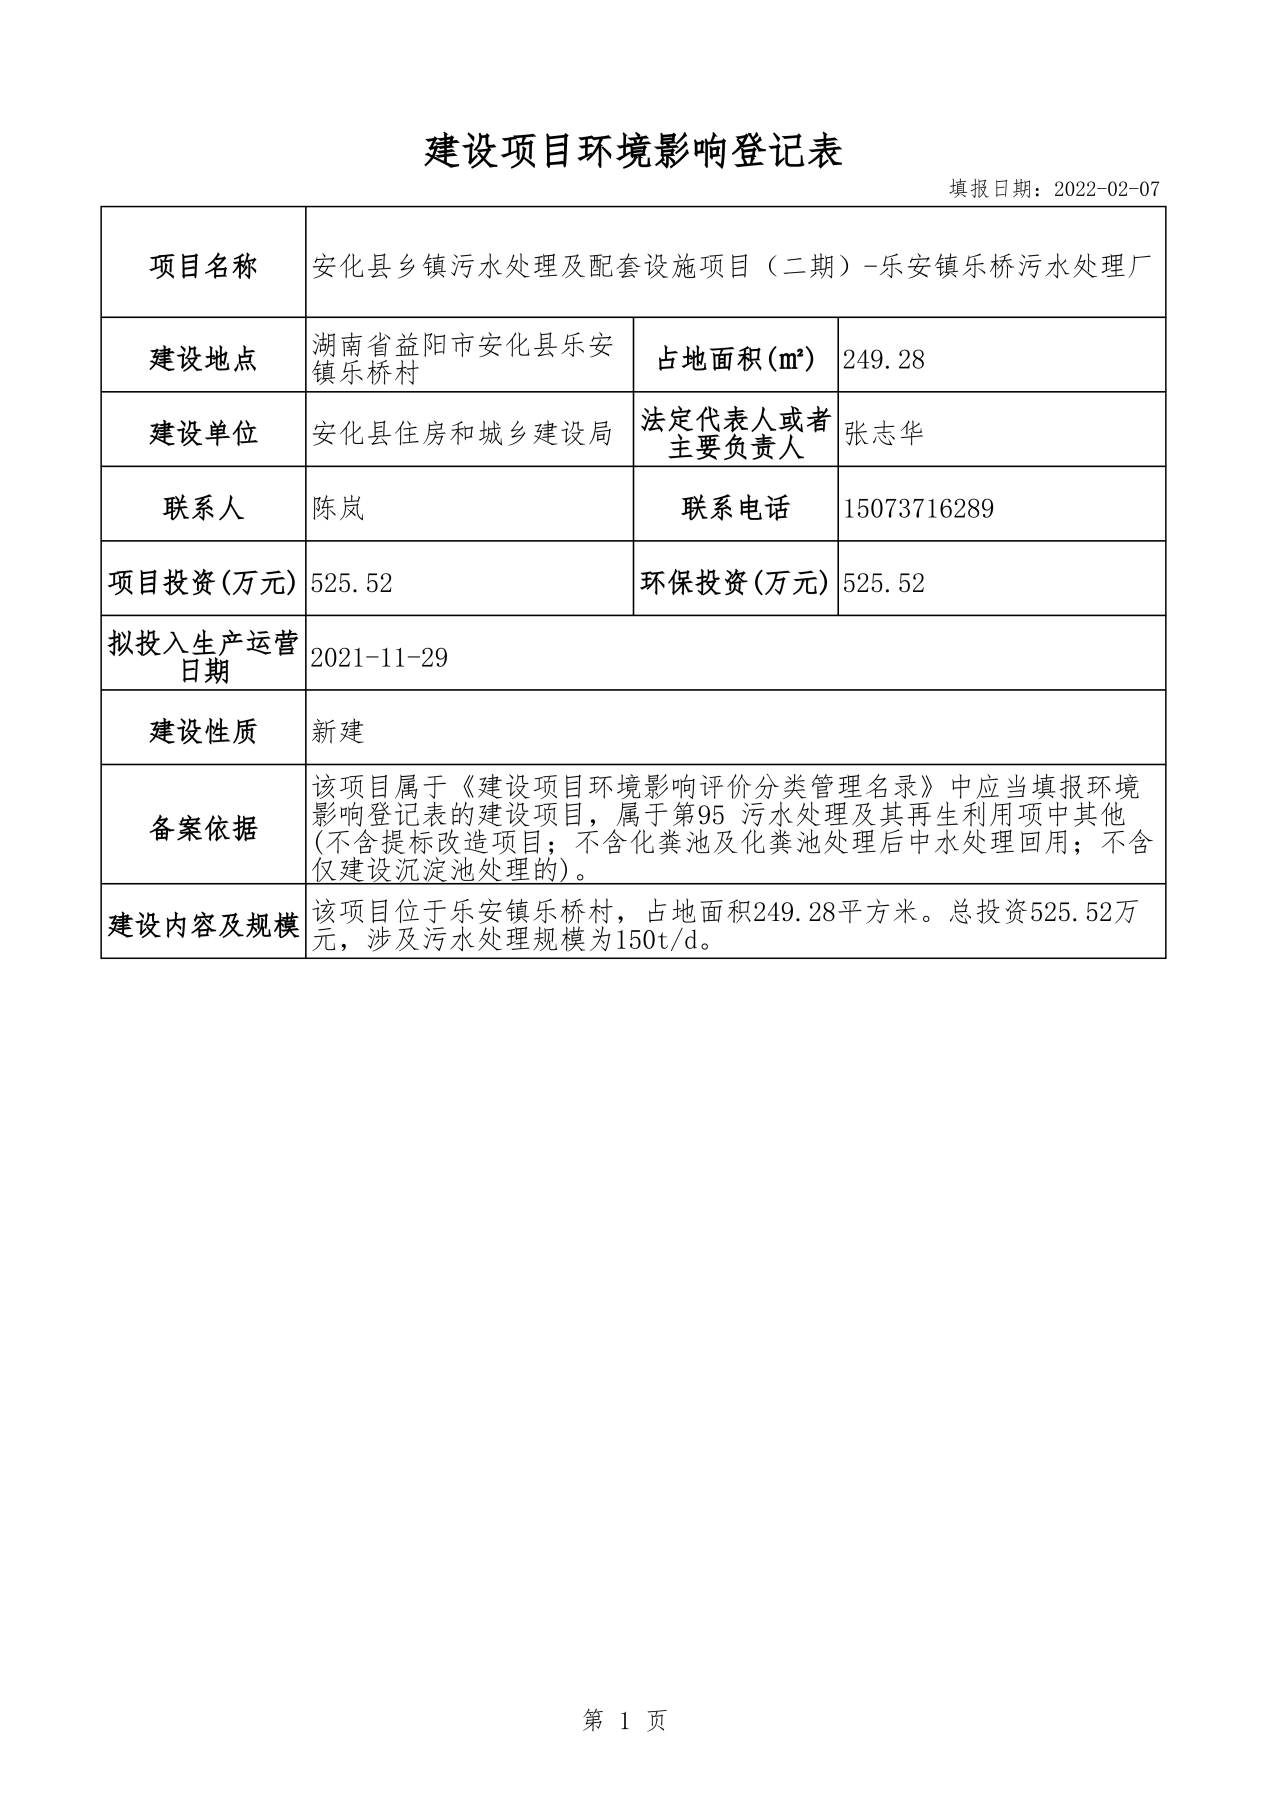 建设项目环境影响登记表
填报日期：2022-02-07
项目名称
安化县乡镇污水处理及配套设施项目（二期）-乐安镇乐桥污水处理厂
建设地点
湖南省益阳市安化县乐安
镇乐桥村
占地面积(㎡)
249.28
建设单位
安化县住房和城乡建设局
法定代表人或者
主要负责人
张志华
联系人
陈岚
联系电话
15073716289
项目投资(万元)
525.52
环保投资(万元)
525.52
拟投入生产运营
日期
2021-11-29
建设性质
新建
备案依据
该项目属于《建设项目环境影响评价分类管理名录》中应当填报环境
影响登记表的建设项目，属于第95 污水处理及其再生利用项中其他
(不含提标改造项目；不含化粪池及化粪池处理后中水处理回用；不含
仅建设沉淀池处理的)。
建设内容及规模
该项目位于乐安镇乐桥村，占地面积249.28平方米。总投资525.52万
元，涉及污水处理规模为150t/d。
第 1 页